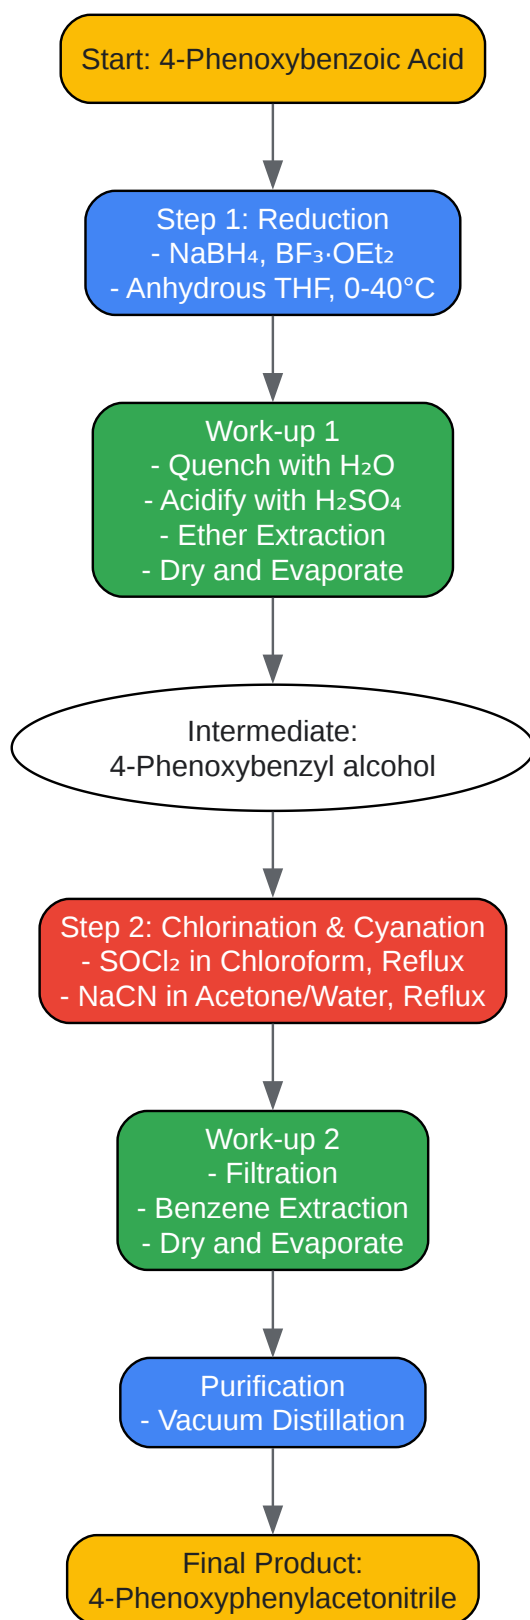 Start: 4-Phenoxybenzoic Acid
Step 1: Reduction
- NaBH₄, BF₃·OEt₂
- Anhydrous THF, 0-40°C
Work-up 1
- Quench with H₂O
- Acidify with H₂SO₄
- Ether Extraction
- Dry and Evaporate
Intermediate:
4-Phenoxybenzyl alcohol
Step 2: Chlorination & Cyanation
- SOCl₂ in Chloroform, Reflux
- NaCN in Acetone/Water, Reflux
Work-up 2
- Filtration
- Benzene Extraction
- Dry and Evaporate
Purification
- Vacuum Distillation
Final Product:
4-Phenoxyphenylacetonitrile